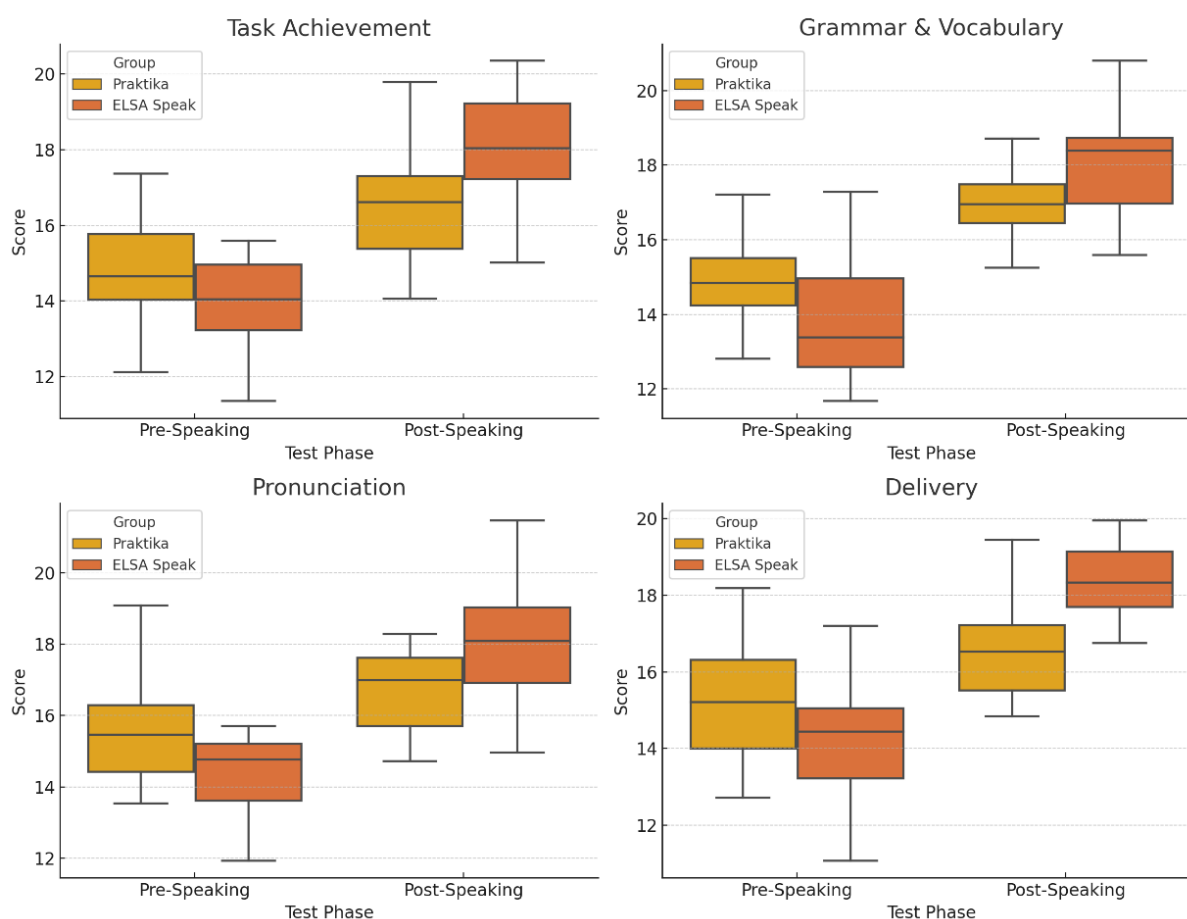 Task Achievement
Group
Praktika
ELSA Speak
20
18
16
14
12
Score
Pre-Speaking
Post-Speaking
Test Phase
Grammar & Vocabulary
Group
Praktika
ELSA Speak
20
18
16
14
12
Score
Pre-Speaking
Post-Speaking
Test Phase
Pronunciation
Group
Praktika
ELSA Speak
20
18
16
14
12
Score
Pre-Speaking
Post-Speaking
Test Phase
Delivery
Group
Praktika
ELSA Speak
20
18
16
14
12
Score
Pre-Speaking
Post-Speaking
Test Phase